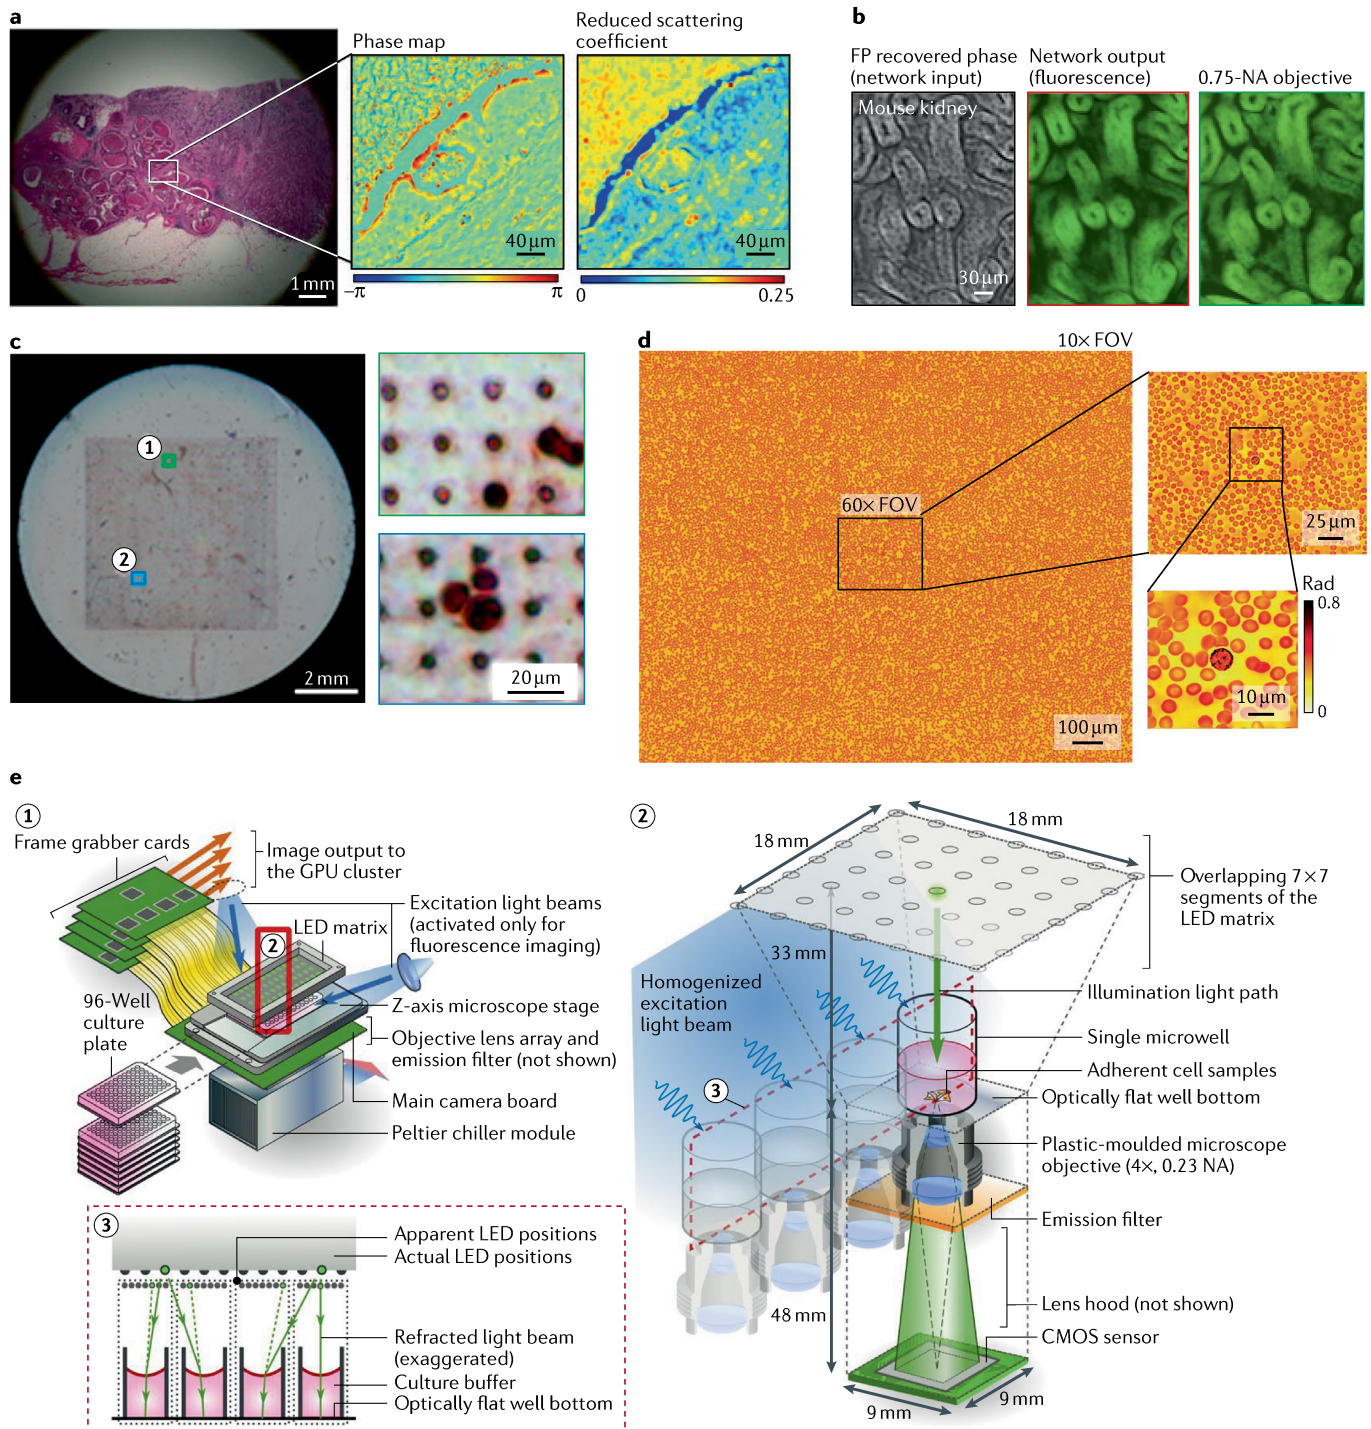 a
Phase map
Reduced scattering
coefficient
1 mm
40 μm
40 μm
–π
π
0
0.25
b
FP recovered phase
(network input)
Network output
(fluorescence)
0.75-NA objective
Mouse kidney
30 μm
c
1
2
2 mm
20 μm
d
10× FOV
60× FOV
100 μm
25 μm
Rad
0.8
0
10 μm
e
1
Frame grabber cards
Image output to
the GPU cluster
Excitation light beams
(activated only for
fluorescence imaging)
2
LED matrix
96-Well
culture
plate
Z-axis microscope stage
Objective lens array and
emission filter (not shown)
Main camera board
Peltier chiller module
2
18 mm
18 mm
Overlapping 7×7
segments of the
LED matrix
33 mm
Homogenized
excitation
light beam
Illumination light path
Single microwell
Adherent cell samples
Optically flat well bottom
3
Plastic-moulded microscope
objective (4×, 0.23 NA)
Emission filter
Lens hood (not shown)
48 mm
CMOS sensor
9 mm
9 mm
3
Apparent LED positions
Actual LED positions
Refracted light beam
(exaggerated)
Culture buffer
Optically flat well bottom